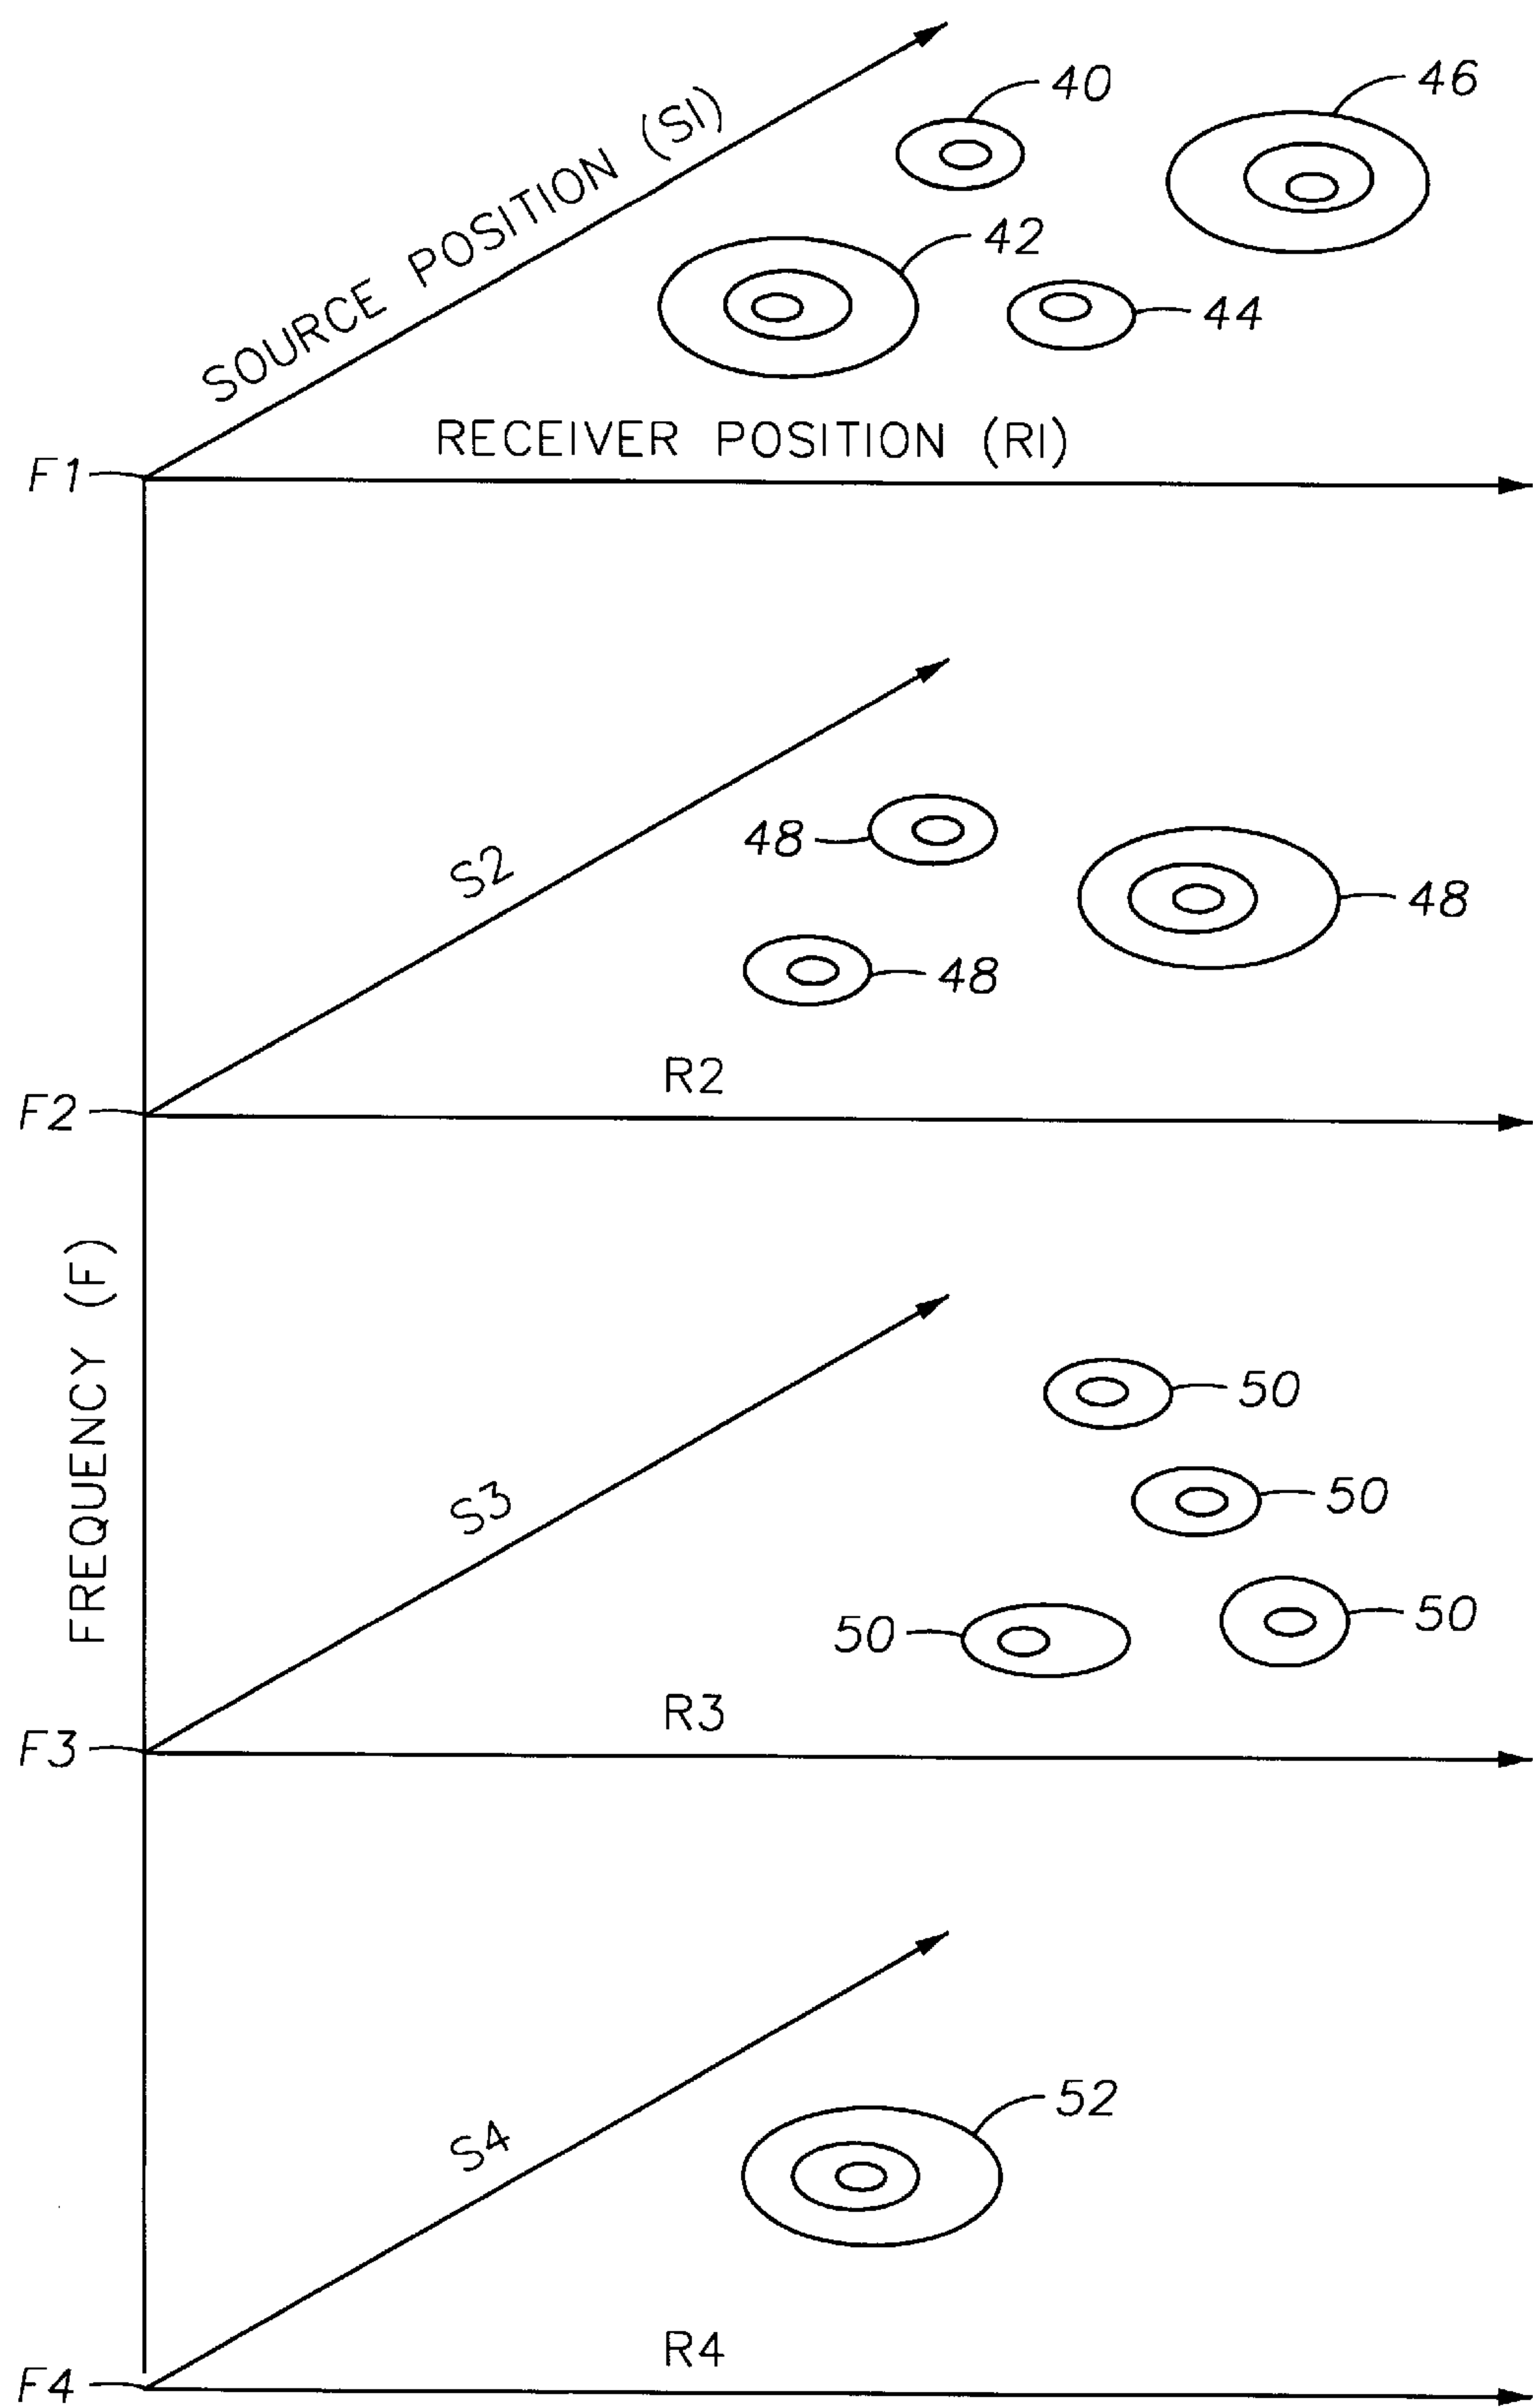 40
46
SOURCE POSITION (SI)
42
44
RECEIVER POSITION (RI)
F1
S2
48
48
48
R2
F2
FREQUENCY (F)
S3
50
50
50
50
R3
F3
S4
52
R4
F4